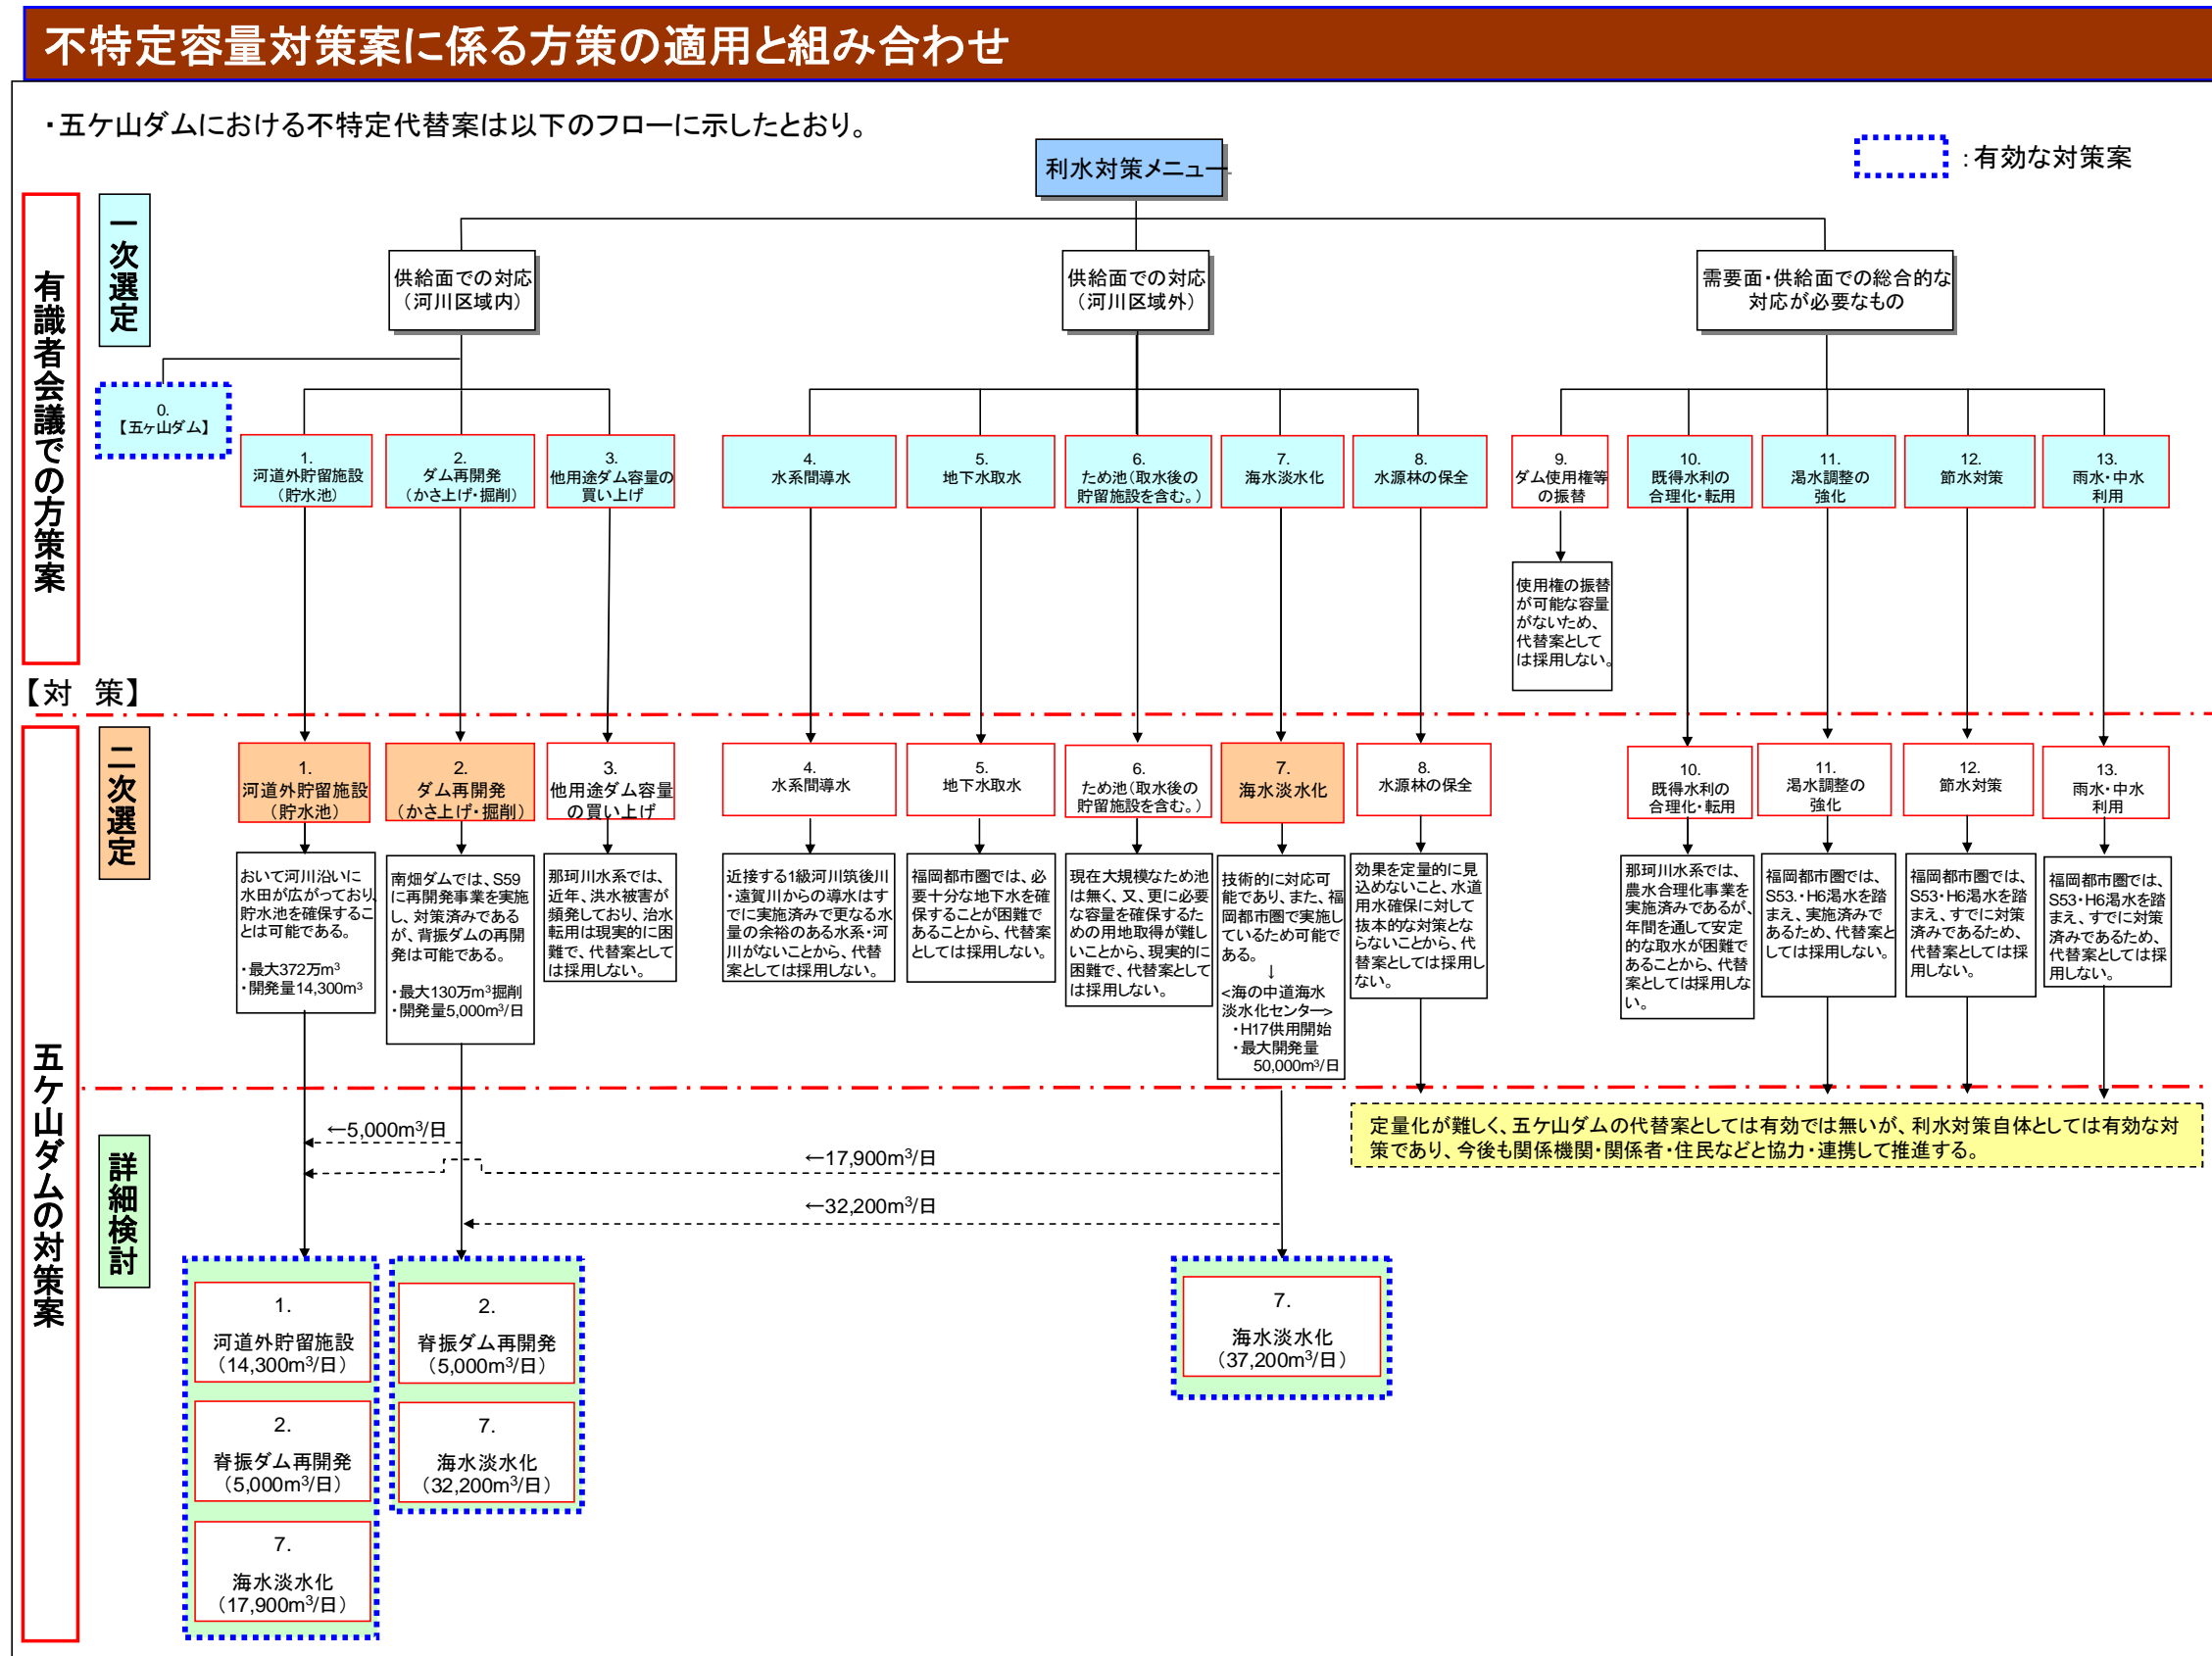 不特定容量対策案に係る方策の適用と組み合わせ
・五ケ山ダムにおける不特定代替案は以下のフローに示したとおり。
利水対策メニュー
：有効な対策案
有識者会議での方策案
一次選定
供給面での対応
（河川区域内）
供給面での対応
（河川区域外）
需要面・供給面での総合的な
対応が必要なもの
0.
【五ヶ山ダム】
1.
河道外貯留施設
（貯水池）
2.
ダム再開発
（かさ上げ・掘削）
3.
他用途ダム容量の
買い上げ
4.
水系間導水
5.
地下水取水
6.
ため池（取水後の
貯留施設を含む。）
7.
海水淡水化
8.
水源林の保全
9.
ダム使用権等
の振替
10.
既得水利の
合理化・転用
11.
渇水調整の
強化
12.
節水対策
13.
雨水・中水
利用
使用権の振替
が可能な容量
がないため、
代替案として
は採用しない。
【対　策】
五ケ山ダムの対策案
二次選定
1.
河道外貯留施設
（貯水池）
2.
ダム再開発
（かさ上げ・掘削）
3.
他用途ダム容量
の買い上げ
4.
水系間導水
5.
地下水取水
6.
ため池（取水後の
貯留施設を含む。）
7.
海水淡水化
8.
水源林の保全
10.
既得水利の
合理化・転用
11.
渇水調整の
強化
12.
節水対策
13.
雨水・中水
利用
おいて河川沿いに
水田が広がっており、
貯水池を確保するこ
とは可能である。
・最大372万m³
・開発量14,300m³
南畑ダムでは、S59
に再開発事業を実施
し、対策済みである
が、背振ダムの再開
発は可能である。
・最大130万m³掘削
・開発量5,000m³/日
那珂川水系では、
近年、洪水被害が
頻発しており、治水
転用は現実的に困
難で、代替案として
は採用しない。
近接する1級河川筑後川
・遠賀川からの導水はす
でに実施済みで更なる水
量の余裕のある水系・河
川がないことから、代替
案としては採用しない。
福岡都市圏では、必
要十分な地下水を確
保することが困難で
あることから、代替案
としては採用しない。
現在大規模なため池
は無く、又、更に必要
な容量を確保するた
めの用地取得が難し
いことから、現実的に
困難で、代替案として
は採用しない。
技術的に対応可
能であり、また、福
岡都市圏で実施し
ているため可能で
ある。
↓
<海の中道海水
淡水化センター>
・H17供用開始
・最大開発量
50,000m³/日
効果を定量的に見
込めないこと、水道
用水確保に対して
抜本的な対策とな
らないことから、代
替案としては採用し
ない。
那珂川水系では、
農水合理化事業を
実施済みであるが、
年間を通して安定
的な取水が困難で
あることから、代替
案としては採用しな
い。
福岡都市圏では、
S53.・H6渇水を踏
まえ、実施済みで
あるため、代替案と
しては採用しない。
福岡都市圏では、
S53・H6渇水を踏
まえ、すでに対策
済みであるため、
代替案としては採
用しない。
福岡都市圏では、
S53・H6渇水を踏
まえ、すでに対策
済みであるため、
代替案としては採
用しない。
定量化が難しく、五ケ山ダムの代替案としては有効では無いが、利水対策自体としては有効な対
策であり、今後も関係機関・関係者・住民などと協力・連携して推進する。
詳細検討
←5,000m³/日
←17,900m³/日
←32,200m³/日
1.
河道外貯留施設
（14,300m³/日）
2.
脊振ダム再開発
（5,000m³/日）
7.
海水淡水化
（17,900m³/日）
2.
脊振ダム再開発
（5,000m³/日）
7.
海水淡水化
（32,200m³/日）
7.
海水淡水化
（37,200m³/日）